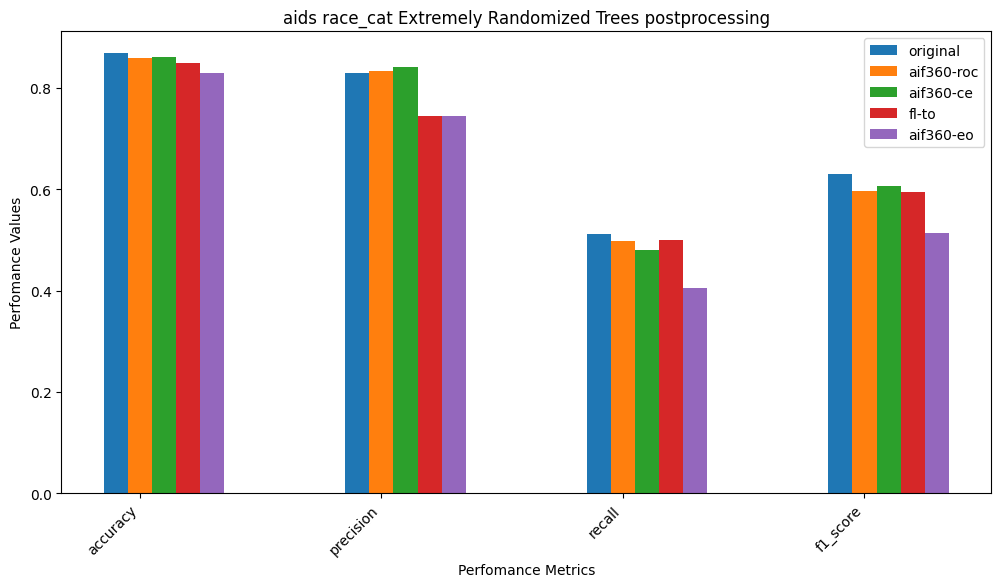 aids race_cat Extremely Randomized Trees postprocessing
original
aif360-roc
aif360-ce
fl-to
aif360-eo
Perfomance Values
0.8
0.6
0.4
0.2
0.0
accuracy
precision
recall
f1_score
Perfomance Metrics